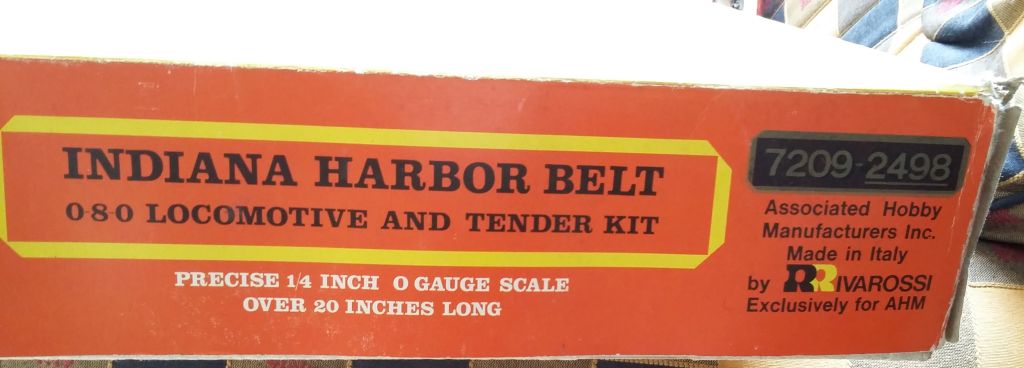 INDIANA HARBOR BELT
0-8-0 LOCOMOTIVE AND TENDER KIT
PRECISE 1/4 INCH O GAUGE SCALE
OVER 20 INCHES LONG
7209-2498
Associated Hobby
Manufacturers Inc.
Made in Italy
by RIVAROSSI
Exclusively for AHM